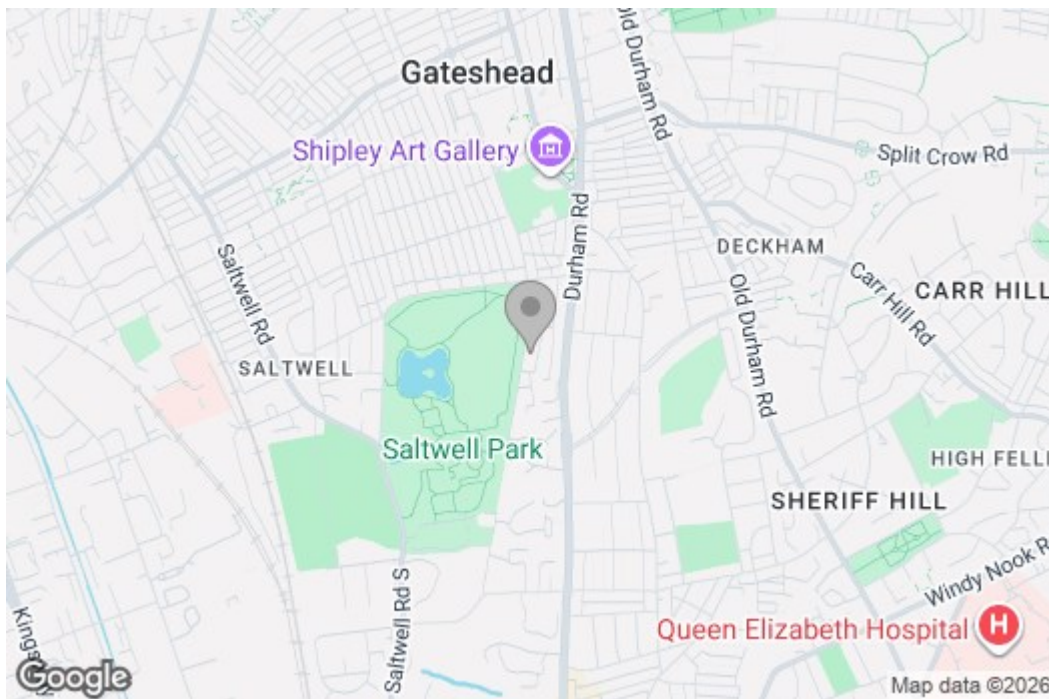 Gateshead
Old Durham Rd
Shipley Art Gallery
Split Crow Rd
Durham Rd
DECKHAM
Saltwell Rd
Carr Hill Rd
CARR HILL
Old Durham Rd
SALTWELL
Saltwell Park
HIGH FELL
SHERIFF HILL
Windy Nook R
Saltwell Rd S
Kings
Queen Elizabeth Hospital
H
Google
Map data ©2026